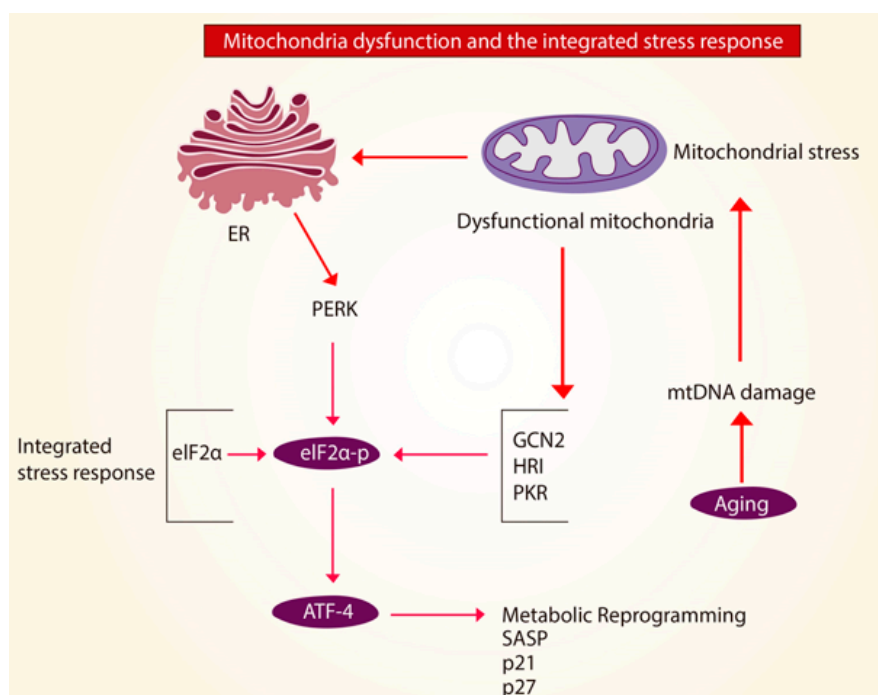 Mitochondria dysfunction and the integrated stress response
Mitochondrial stress
ER
Dysfunctional mitochondria
PERK
mtDNA damage
Integrated
stress response
eIF2α
eIF2α-p
GCN2
HRI
PKR
Aging
ATF-4
Metabolic Reprogramming
SASP
p21
p27